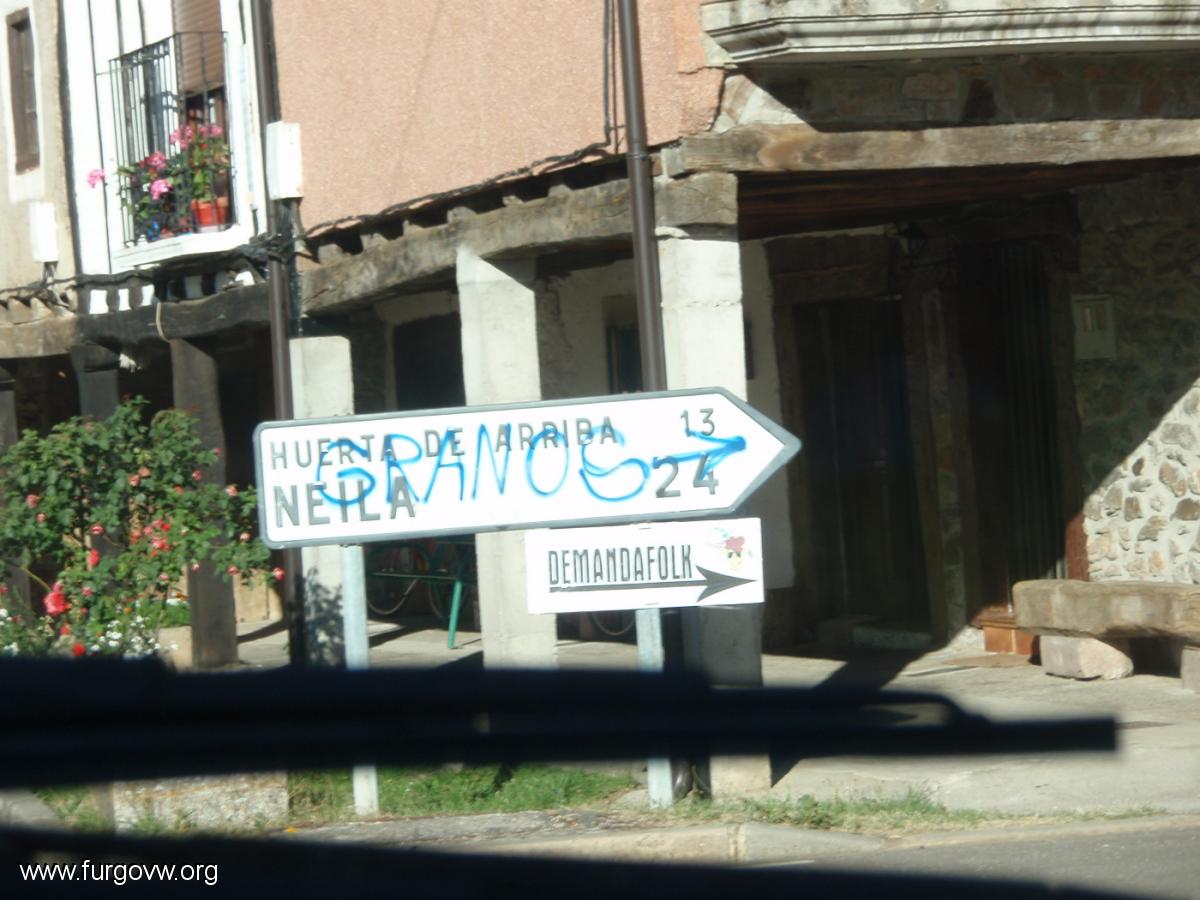 HUERTA DE ARRIBA 13
GRANOS
NEILA 24
DEMANDAFOLK
www.furgovw.org